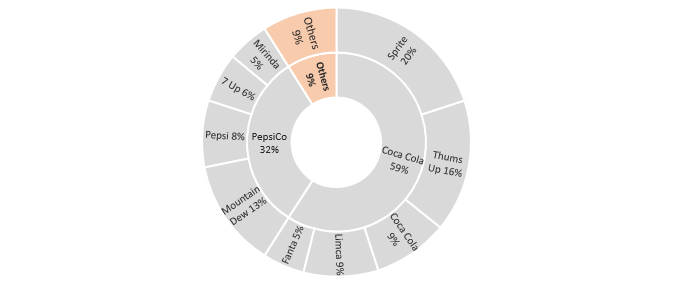 Sprite
20%
Thums
Up 16%
Coca Cola
9%
Limca 9%
Fanta 5%
Mountain
Dew 13%
Pepsi 8%
7 Up 6%
Mirinda
5%
Others
9%
Coca Cola
59%
PepsiCo
32%
Others
9%